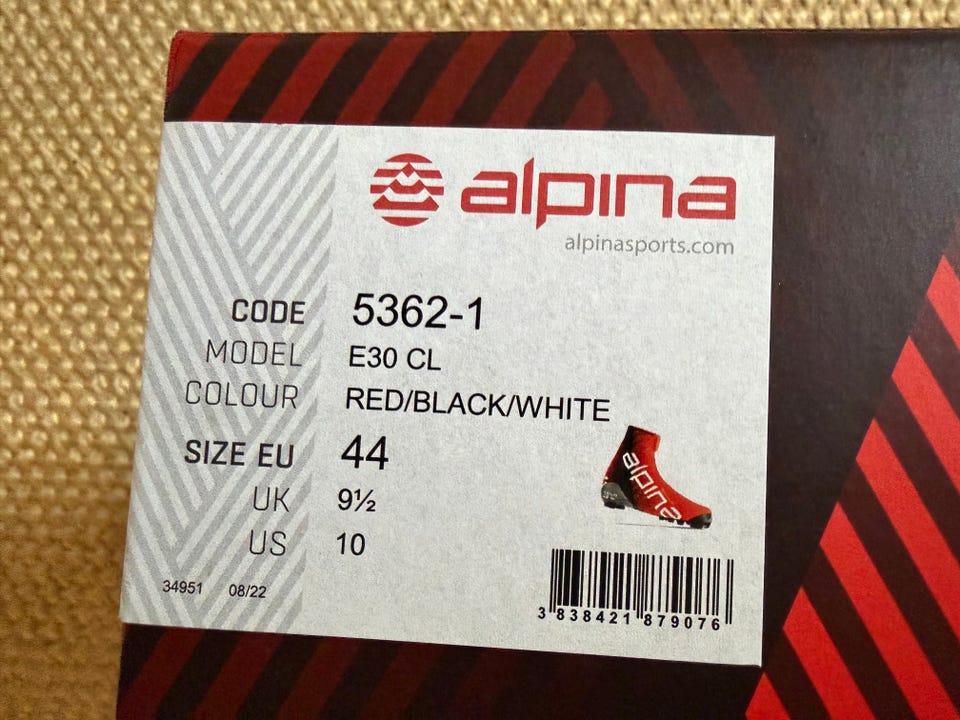 alpina
alpinasports.com
CODE 5362-1
MODEL E30 CL
COLOUR RED/BLACK/WHITE
SIZE EU 44
UK 9½
US 10
alpina
34951 08/22
3 838421 879076